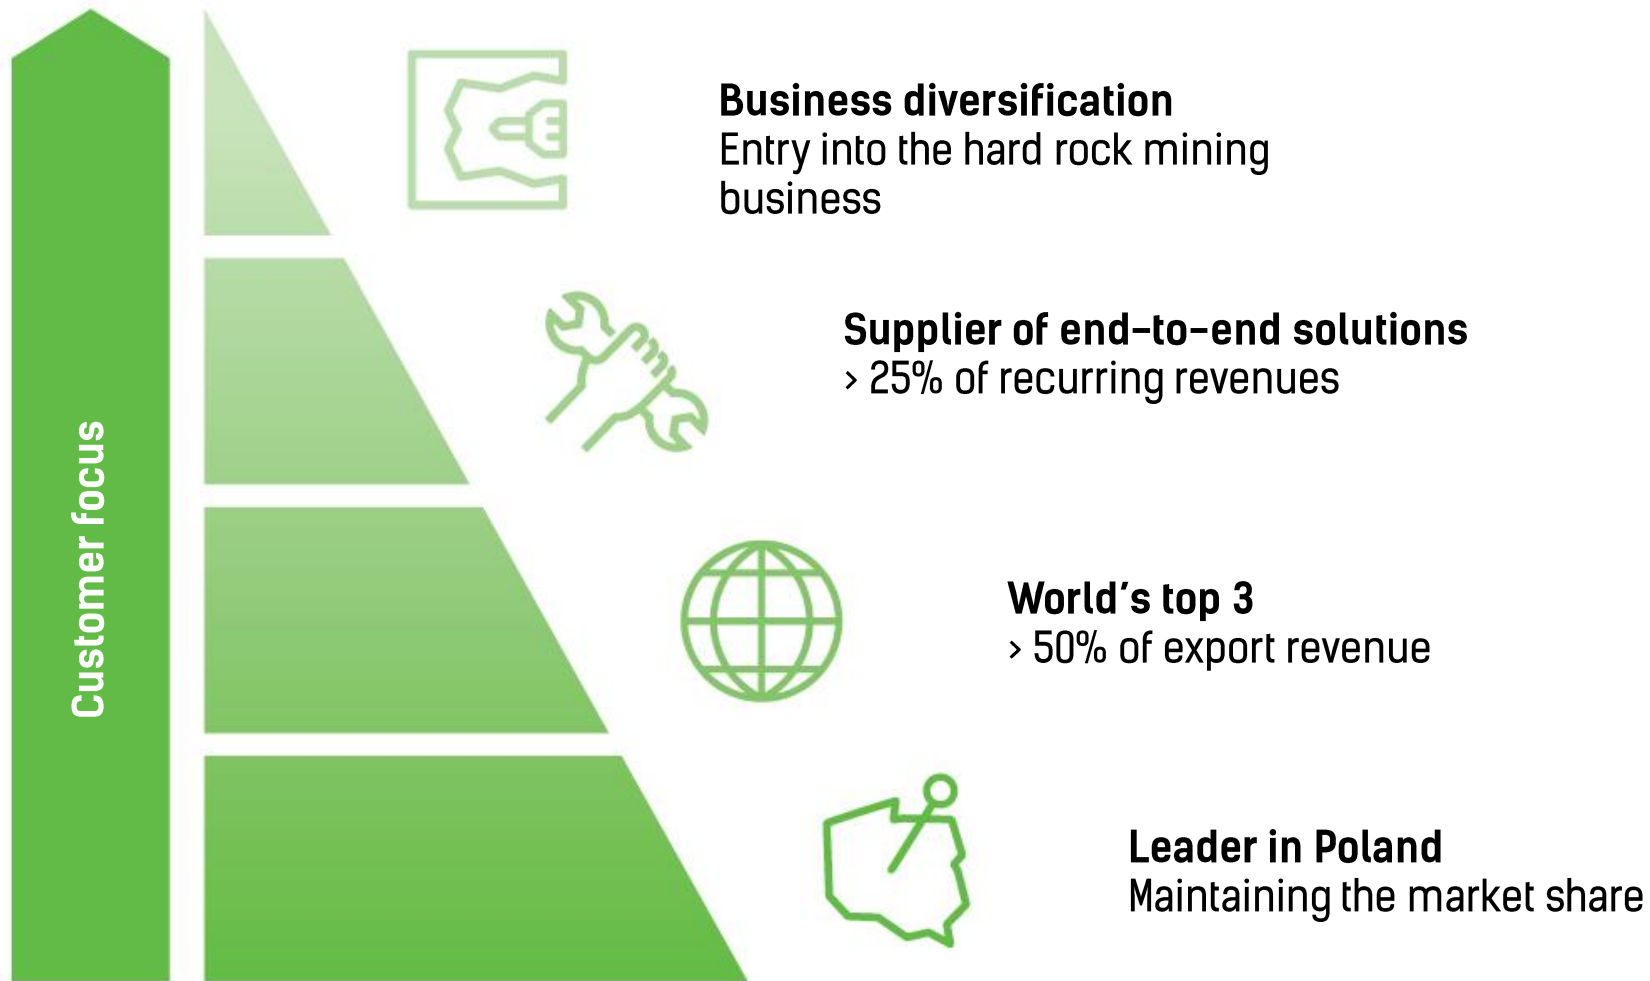 Customer focus
Business diversification
Entry into the hard rock mining
business
Supplier of end-to-end solutions
> 25% of recurring revenues
World's top 3
> 50% of export revenue
Leader in Poland
Maintaining the market share